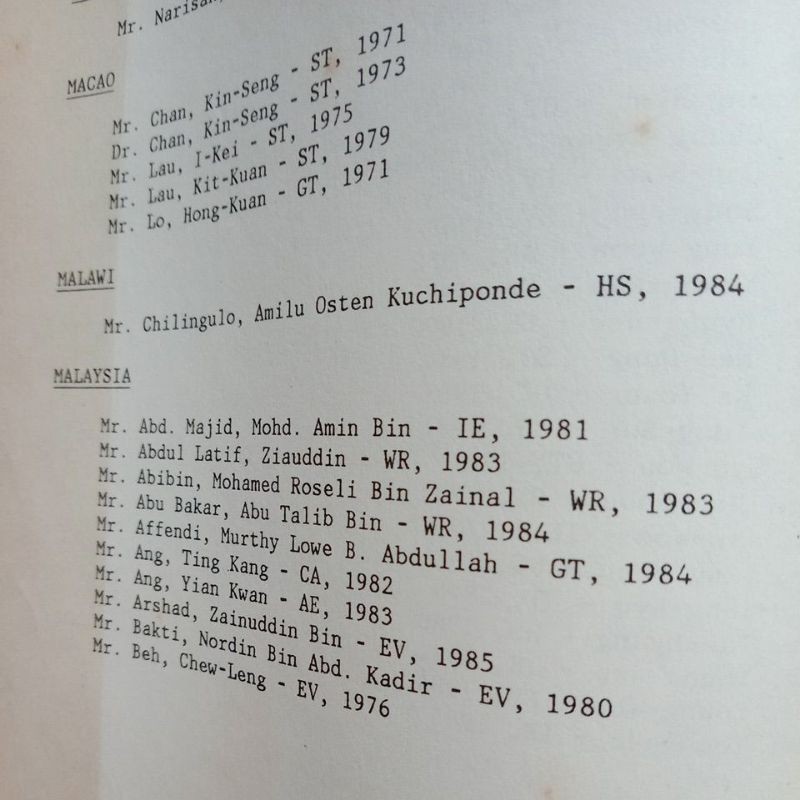 Mr. Narisan,
MACAO
Mr. Chan, Kin-Seng - ST, 1971
Dr. Chan, Kin-Seng - ST, 1973
Mr. Lau, I-Kei - ST, 1975
Mr. Lau, Kit-Kuan - ST, 1979
Mr. Lo, Hong-Kuan - GT, 1971
MALAWI
Mr. Chilingulo, Amilu Osten Kuchiponde - HS, 1984
MALAYSIA
Mr. Abd. Majid, Mohd. Amin Bin - IE, 1981
Mr. Abdul Latif, Ziauddin - WR, 1983
Mr. Abibin, Mohamed Roseli Bin Zainal - WR, 1983
Mr. Abu Bakar, Abu Talib Bin - WR, 1984
Mr. Affendi, Murthy Lowe B. Abdullah - GT, 1984
Mr. Ang, Ting Kang - CA, 1982
Mr. Ang, Yian Kwan - AE, 1983
Mr. Arshad, Zainuddin Bin - EV, 1985
Mr. Bakti, Nordin Bin Abd. Kadir - EV, 1980
Mr. Beh, Chew-Leng - EV, 1976